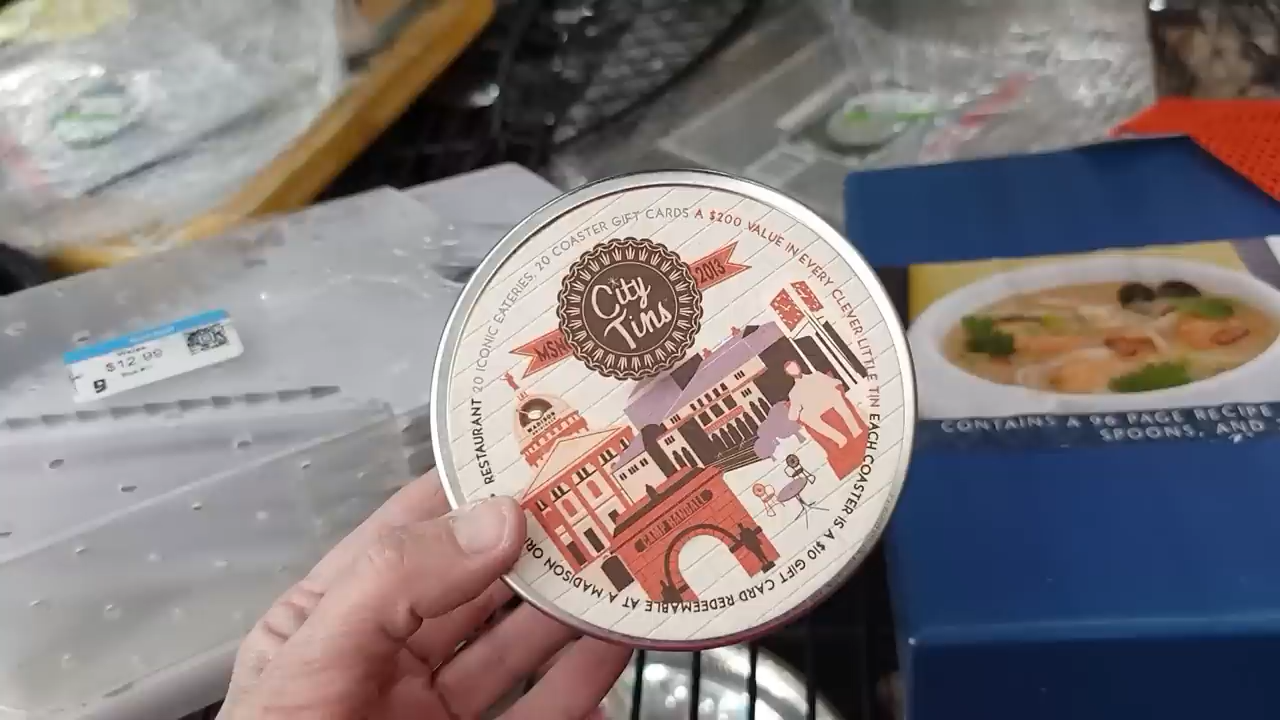 20 ICONIC EATERIES, 20 COASTER GIFT CARDS A $200 VALUE IN EVERY CLEVER LITTLE TIN EACH COASTER IS A $10 GIFT CARD REDEEMABLE AT A MADISON RESTAURANT
City
Tins
MSN
2013
MADISON
CAMP RANDALL
$12.99
g
CONTAINS A 96 PAGE RECIPE
SPOONS, AND